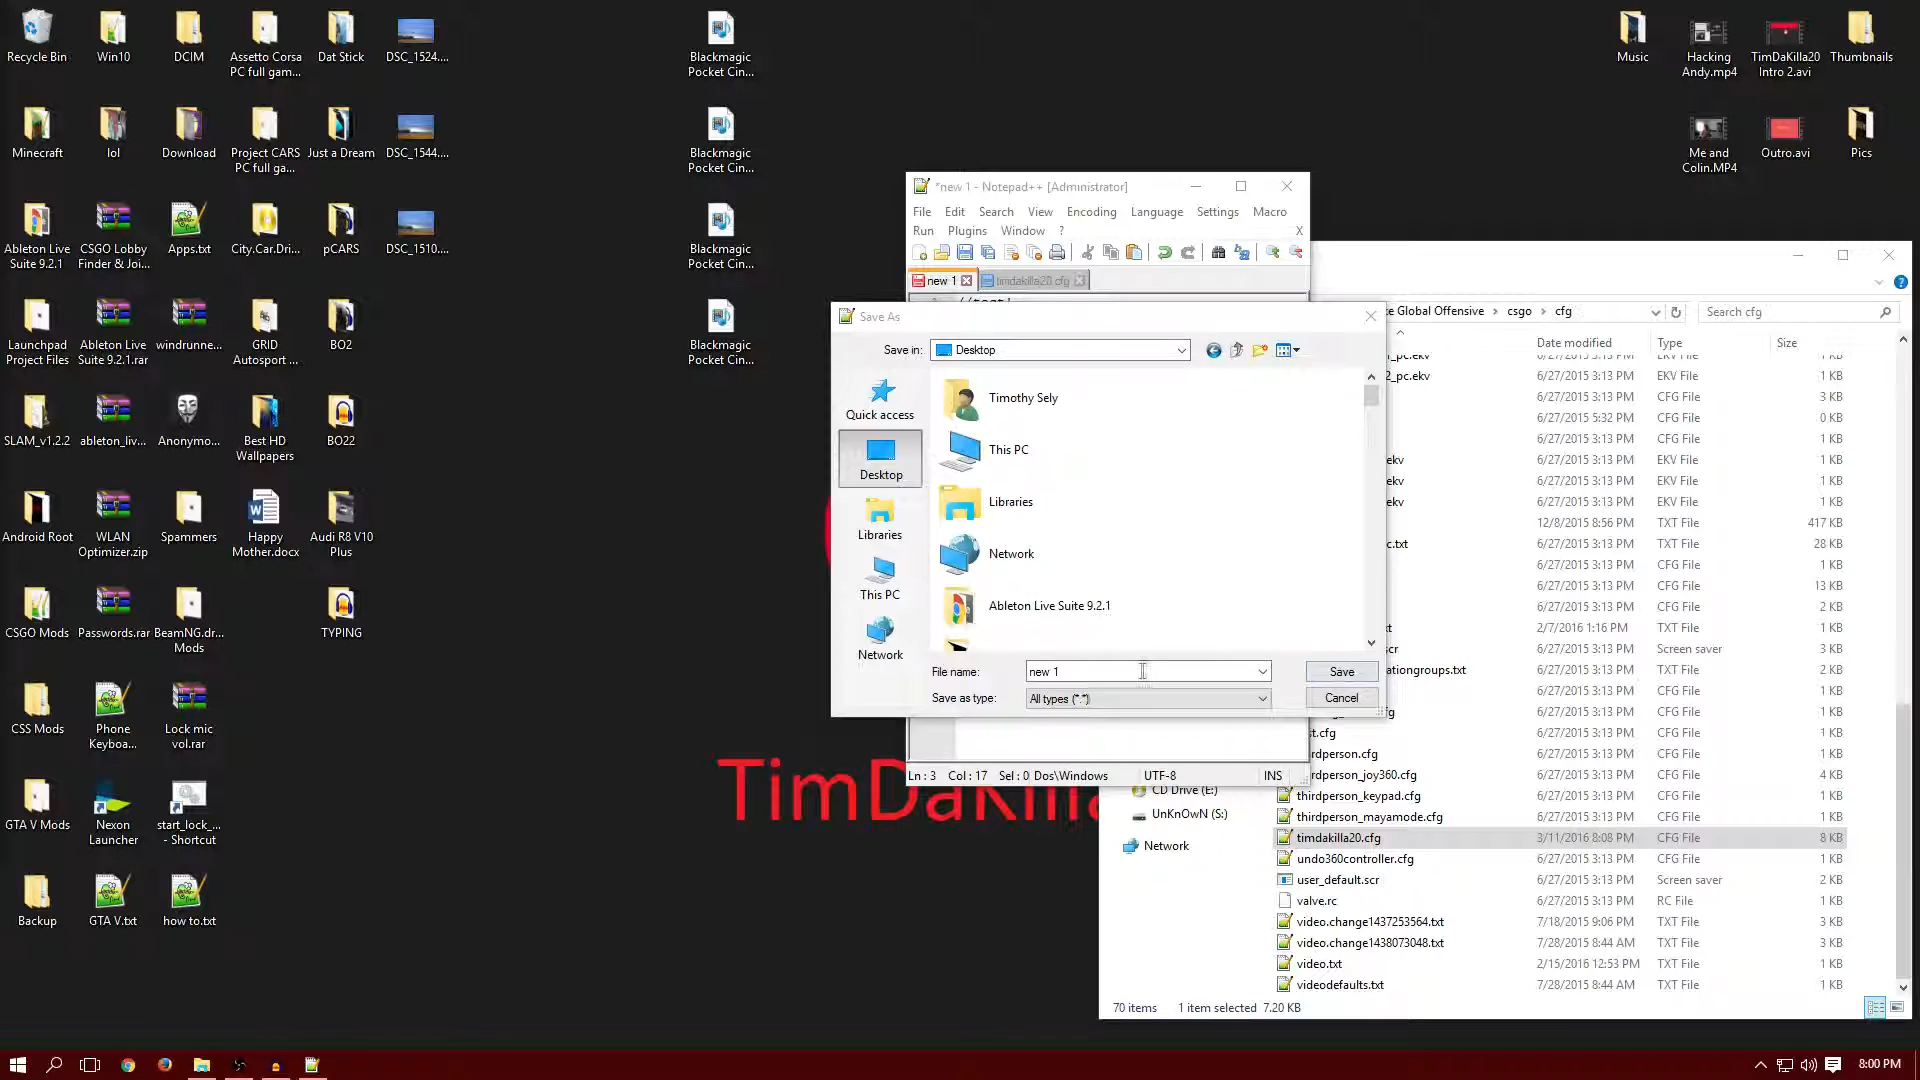 Recycle Bin
Win10
DCIM
Assetto Corsa
PC full gam...
Dat Stick
DSC_1524....
Blackmagic
Pocket Cin...
Music
Hacking
Andy.mp4
TimDaKilla20
Intro 2.avi
Thumbnails
Minecraft
lol
Download
Project CARS
PC full ga...
Just a Dream
DSC_1544....
Blackmagic
Pocket Cin...
Me and
Colin.MP4
Outro.avi
Pics
Ableton Live
Suite 9.2.1
CSGO Lobby
Finder & Joi...
Apps.txt
City.Car.Dri...
pCARS
DSC_1510....
Blackmagic
Pocket Cin...
Launchpad
Project Files
Ableton Live
Suite 9.2.1.rar
windrunne...
GRID
Autosport ...
BO2
Blackmagic
Pocket Cin...
SLAM_v1.2.2
ableton_liv...
Anonymo...
Best HD
Wallpapers
BO22
Android Root
WLAN
Optimizer.zip
Spammers
Happy
Mother.docx
Audi R8 V10
Plus
CSGO Mods
Passwords.rar
BeamNG.dr...
Mods
TYPING
CSS Mods
Phone
Keyboa...
Lock mic
vol.rar
GTA V Mods
Nexon
Launcher
start_lock_...
- Shortcut
Backup
GTA V.txt
how to.txt
*new 1 - Notepad++ [Administrator]
File Edit Search View Encoding Language Settings Macro
Run Plugins Window ? X
new 1 timdakilla20.cfg
Save As
Save in: Desktop
Quick access
Desktop
Libraries
This PC
Network
Timothy Sely
This PC
Libraries
Network
Ableton Live Suite 9.2.1
File name: new 1 Save
Save as type: All types (*.*) Cancel
Ln : 3 Col : 17 Sel : 0 Dos\Windows UTF-8 INS
TimDaKilla
Global Offensive > csgo > cfg
Search cfg
Date modified Type Size
6/27/2015 3:13 PM EKV File 1 KB
2_pc.ekv 6/27/2015 3:13 PM EKV File 1 KB
6/27/2015 3:13 PM CFG File 3 KB
6/27/2015 5:32 PM CFG File 0 KB
6/27/2015 3:13 PM CFG File 1 KB
ekv 6/27/2015 3:13 PM EKV File 1 KB
ekv 6/27/2015 3:13 PM EKV File 1 KB
ekv 6/27/2015 3:13 PM EKV File 1 KB
12/8/2015 8:56 PM TXT File 417 KB
c.txt 6/27/2015 3:13 PM TXT File 28 KB
6/27/2015 3:13 PM CFG File 1 KB
6/27/2015 3:13 PM CFG File 13 KB
6/27/2015 3:13 PM CFG File 2 KB
xt 2/7/2016 1:16 PM TXT File 1 KB
scr 6/27/2015 3:13 PM Screen saver 1 KB
ationgroups.txt 6/27/2015 3:13 PM TXT File 2 KB
6/27/2015 3:13 PM CFG File 1 KB
fg 6/27/2015 3:13 PM CFG File 1 KB
st.cfg 6/27/2015 3:13 PM CFG File 1 KB
irdperson.cfg 6/27/2015 3:13 PM CFG File 1 KB
irdperson_joy360.cfg 6/27/2015 3:13 PM CFG File 4 KB
thirdperson_keypad.cfg 6/27/2015 3:13 PM CFG File 1 KB
thirdperson_mayamode.cfg 6/27/2015 3:13 PM CFG File 1 KB
timdakilla20.cfg 3/11/2016 8:08 PM CFG File 8 KB
undo360controller.cfg 6/27/2015 3:13 PM CFG File 1 KB
user_default.scr 6/27/2015 3:13 PM Screen saver 2 KB
valve.rc 6/27/2015 3:13 PM RC File 1 KB
video.change1437253564.txt 7/18/2015 9:06 PM TXT File 3 KB
video.change1438073048.txt 7/28/2015 8:44 AM TXT File 3 KB
video.txt 2/15/2016 12:53 PM TXT File 1 KB
videodefaults.txt 7/28/2015 8:44 AM TXT File 1 KB
CD Drive (E:)
UnKnOwN (S:)
Network
70 items 1 item selected 7.20 KB
8:00 PM